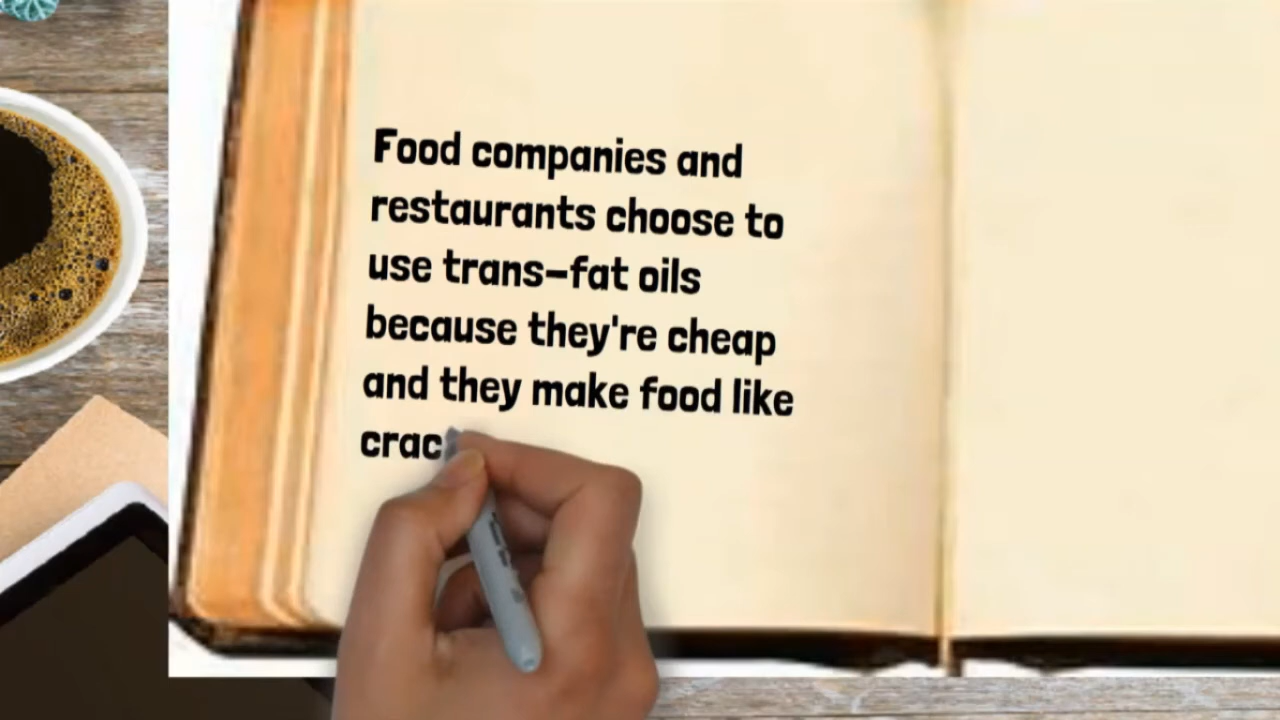 Food companies and
restaurants choose to
use trans-fat oils
because they're cheap
and they make food like
crac